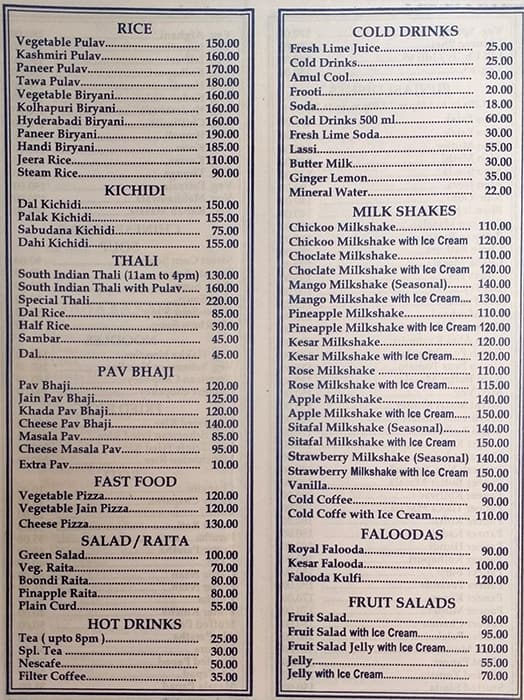 RICE
Vegetable Pulav 150.00
Kashmiri Pulav 160.00
Paneer Pulav 170.00
Tawa Pulav 180.00
Vegetable Biryani 160.00
Kolhapuri Biryani 160.00
Hyderabadi Biryani 160.00
Paneer Biryani 190.00
Handi Biryani 185.00
Jeera Rice 110.00
Steam Rice 90.00
KICHIDI
Dal Kichidi 150.00
Palak Kichidi 155.00
Sabudana Kichidi 75.00
Dahi Kichidi 155.00
THALI
South Indian Thali (11am to 4pm) 130.00
South Indian Thali with Pulav 160.00
Special Thali 220.00
Dal Rice 85.00
Half Rice 30.00
Sambar 45.00
Dal 45.00
PAV BHAJI
Pav Bhaji 120.00
Jain Pav Bhaji 125.00
Khada Pav Bhaji 120.00
Cheese Pav Bhaji 140.00
Masala Pav 85.00
Cheese Masala Pav 95.00
Extra Pav 10.00
FAST FOOD
Vegetable Pizza 120.00
Vegetable Jain Pizza 120.00
Cheese Pizza 130.00
SALAD / RAITA
Green Salad 100.00
Veg. Raita 70.00
Boondi Raita 80.00
Pinapple Raita 80.00
Plain Curd 55.00
HOT DRINKS
Tea ( upto 8pm ) 25.00
Spl. Tea 30.00
Nescafe 50.00
Filter Coffee 35.00
COLD DRINKS
Fresh Lime Juice 25.00
Cold Drinks 25.00
Amul Cool 30.00
Frooti 20.00
Soda 18.00
Cold Drinks 500 ml 60.00
Fresh Lime Soda 30.00
Lassi 55.00
Butter Milk 30.00
Ginger Lemon 35.00
Mineral Water 22.00
MILK SHAKES
Chickoo Milkshake 110.00
Chickoo Milkshake with Ice Cream 120.00
Choclate Milkshake 110.00
Choclate Milkshake with Ice Cream 120.00
Mango Milkshake (Seasonal) 140.00
Mango Milkshake with Ice Cream 130.00
Pineapple Milkshake 110.00
Pineapple Milkshake with Ice Cream 120.00
Kesar Milkshake 120.00
Kesar Milkshake with Ice Cream 120.00
Rose Milkshake 110.00
Rose Milkshake with Ice Cream 115.00
Apple Milkshake 140.00
Apple Milkshake with Ice Cream 150.00
Sitafal Milkshake (Seasonal) 140.00
Sitafal Milkshake with Ice Cream 150.00
Strawberry Milkshake (Seasonal) 140.00
Strawberry Milkshake with Ice Cream 150.00
Vanilla 90.00
Cold Coffee 90.00
Cold Coffe with Ice Cream 110.00
FALOODAS
Royal Falooda 90.00
Kesar Falooda 100.00
Falooda Kulfi 120.00
FRUIT SALADS
Fruit Salad 80.00
Fruit Salad with Ice Cream 95.00
Fruit Salad Jelly with Ice Cream 110.00
Jelly 55.00
Jelly with Ice Cream 70.00